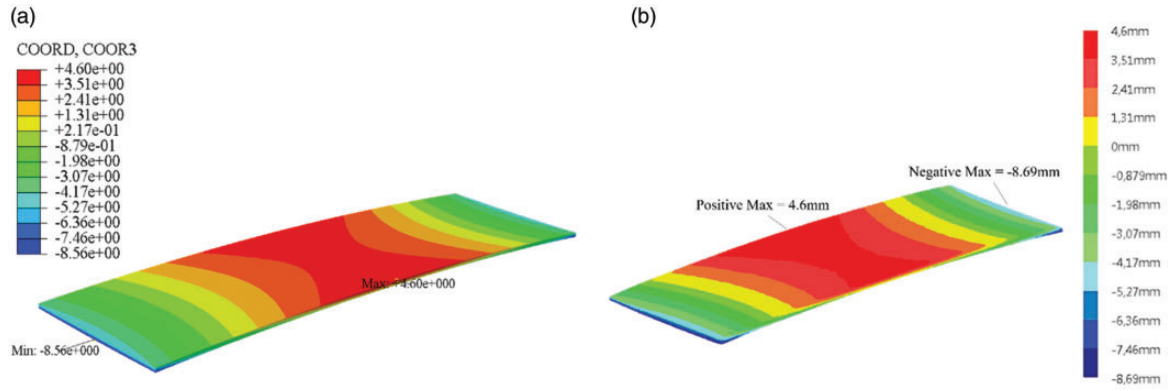 (a)
COORD, COOR3
+4.60e+00
+3.51e+00
+2.41e+00
+1.31e+00
+2.17e-01
-8.79e-01
-1.98e+00
-3.07e+00
-4.17e+00
-5.27e+00
-6.36e+00
-7.46e+00
-8.56e+00
Max: +4.60e+000
Min: -8.56e+000
(b)
4,6mm
3,51mm
2,41mm
1,31mm
0mm
-0,879mm
-1,98mm
-3,07mm
-4,17mm
-5,27mm
-6,36mm
-7,46mm
-8,69mm
Negative Max = -8.69mm
Positive Max = 4.6mm